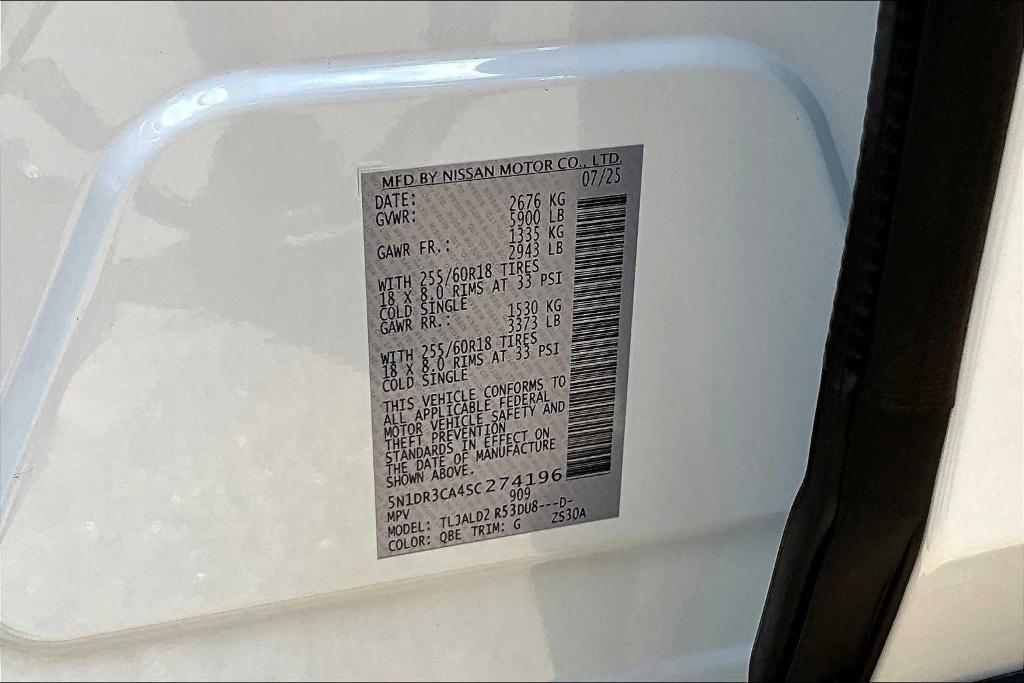 MFD BY NISSAN MOTOR CO., LTD.
DATE: 07/25
GVWR: 2676 KG
5900 LB
GAWR FR.: 1335 KG
2943 LB
WITH 255/60R18 TIRES
18 X 8.0 RIMS AT 33 PSI
COLD SINGLE
GAWR RR.: 1530 KG
3373 LB
WITH 255/60R18 TIRES
18 X 8.0 RIMS AT 33 PSI
COLD SINGLE
THIS VEHICLE CONFORMS TO
ALL APPLICABLE FEDERAL
MOTOR VEHICLE SAFETY AND
THEFT PREVENTION
STANDARDS IN EFFECT ON
THE DATE OF MANUFACTURE
SHOWN ABOVE.
5N1DR3CA4SC274196
MPV 909
MODEL: TLJALD2 R53DU8---D-
COLOR: QBE TRIM: G ZS30A